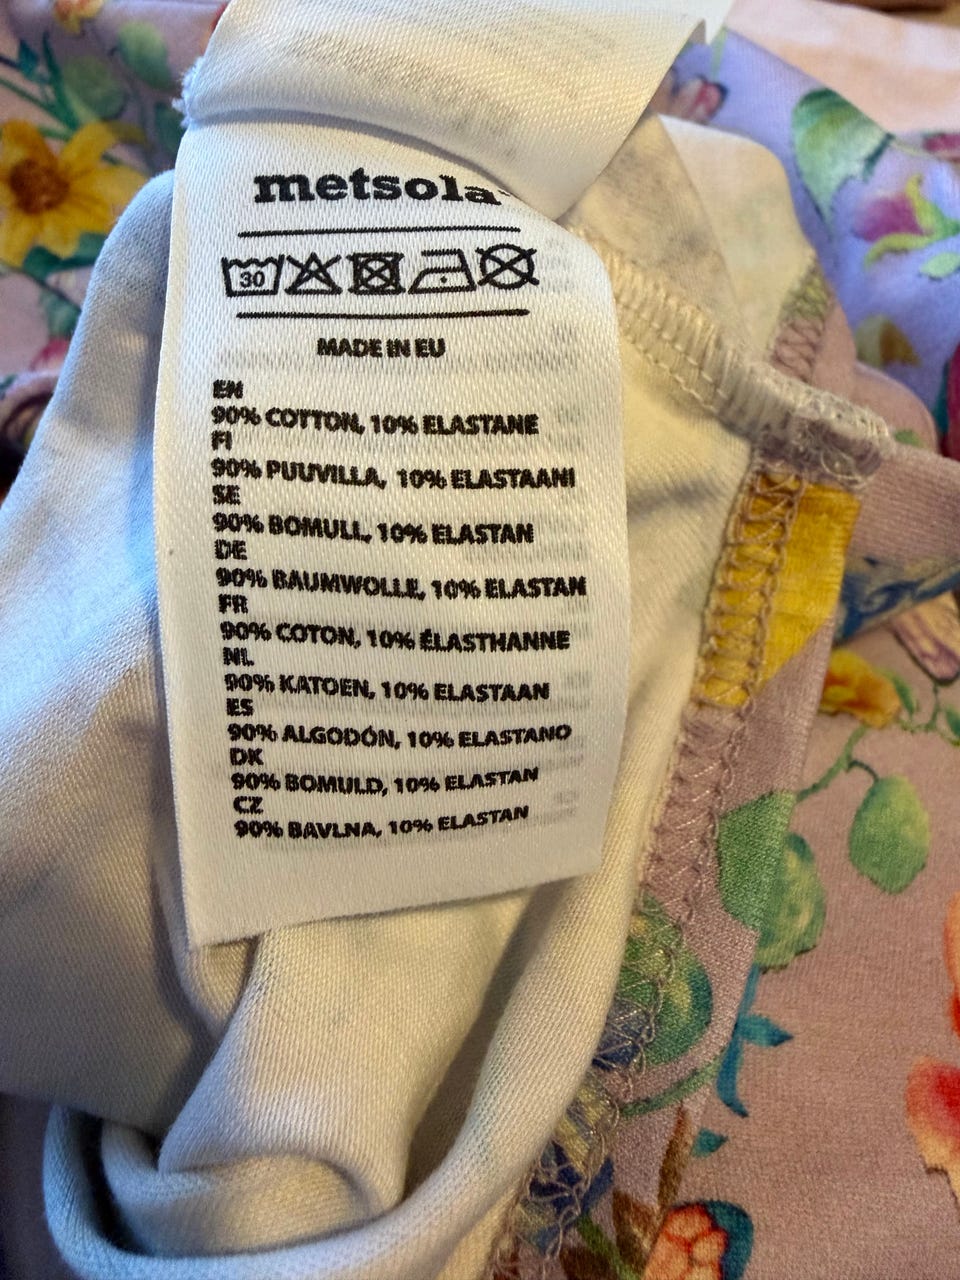 metsola
30
MADE IN EU
EN
90% COTTON, 10% ELASTANE
FI
90% PUUVILLA, 10% ELASTAANI
SE
90% BOMULL, 10% ELASTAN
DE
90% BAUMWOLLE, 10% ELASTAN
FR
90% COTON, 10% ÉLASTHANNE
NL
90% KATOEN, 10% ELASTAAN
ES
90% ALGODÓN, 10% ELASTANO
DK
90% BOMULD, 10% ELASTAN
CZ
90% BAVLNA, 10% ELASTAN